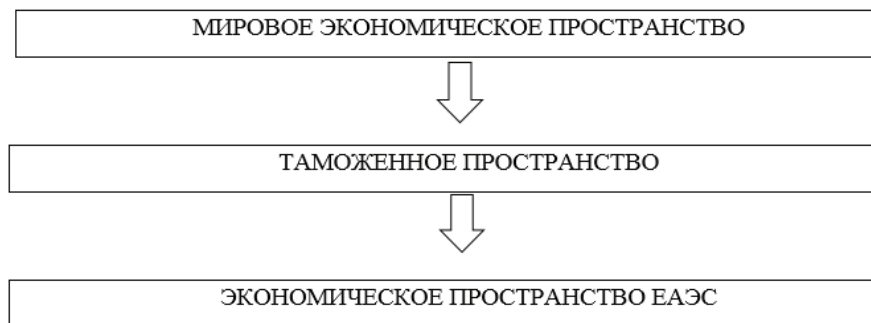 МИРОВОЕ ЭКОНОМИЧЕСКОЕ ПРОСТРАНСТВО
ТАМОЖЕННОЕ ПРОСТРАНСТВО
ЭКОНОМИЧЕСКОЕ ПРОСТРАНСТВО ЕАЭС